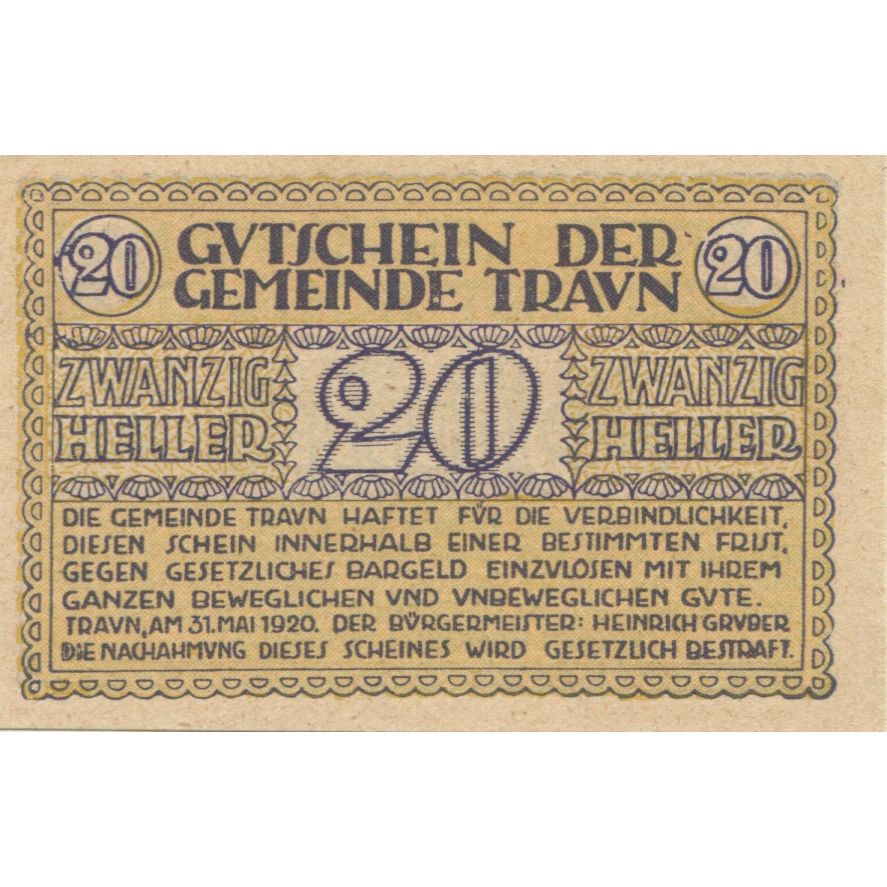 20 GVTSCHEIN DER 20
GEMEINDE TRAVN
ZWANZIG 20 ZWANZIG
HELLER HELLER
DIE GEMEINDE TRAVN HAFTET FÜR DIE VERBINDLICHKEIT,
DIESEN SCHEIN INNERHALB EINER BESTIMMTEN FRIST,
GEGEN GESETZLICHES BARGELD EINZVLÖSEN MIT IHREM
GANZEN BEWEGLICHEN VND VNBEWEGLICHEN GVTE.
TRAVN, AM 31. MAI 1920. DER BÜRGERMEISTER: HEINRICH GRVBER
DIE NACHAHMVNG DIESES SCHEINES WIRD GESETZLICH BESTRAFT.